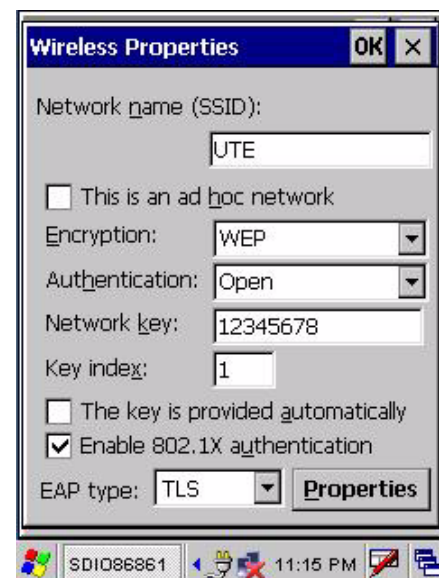 Wireless Properties OK ×
Network name (SSID):
UTE
This is an ad hoc network
Encryption: WEP
Authentication: Open
Network key: 12345678
Key index: 1
The key is provided automatically
Enable 802.1X authentication
EAP type: TLS Properties
SDIO86861 11:15 PM